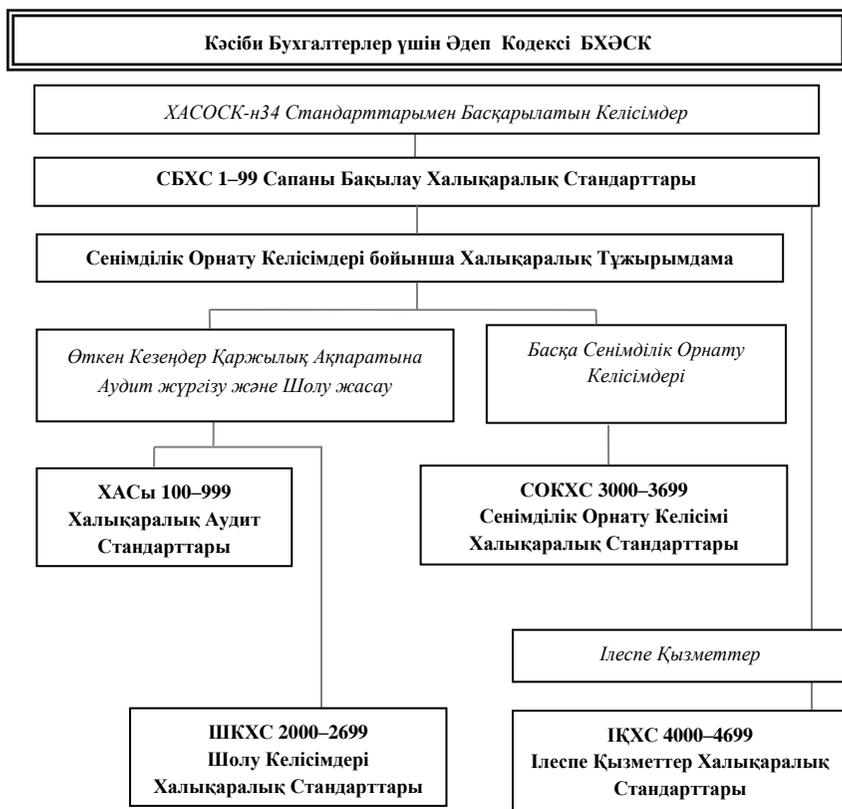 Кәсіби Бухгалтерлер үшін Әдеп Кодексі БХӘСК
ХАСОСК-н34 Стандарттарымен Басқарылатын Келісімдер
СБХС 1–99 Сапаны Бақылау Халықаралық Стандарттары
Сенімділік Орнату Келісімдері бойынша Халықаралық Тұжырымдама
Өткен Кезеңдер Қаржылық Ақпаратына
Аудит жүргізу және Шолу жасау
Басқа Сенімділік Орнату
Келісімдері
ХАСы 100–999
Халықаралық Аудит
Стандарттары
СОКХС 3000–3699
Сенімділік Орнату Келісімі
Халықаралық Стандарттары
Ілеспе Қызметтер
ШКХС 2000–2699
Шолу Келісімдері
Халықаралық Стандарттары
ІҚХС 4000–4699
Ілеспе Қызметтер Халықаралық
Стандарттары